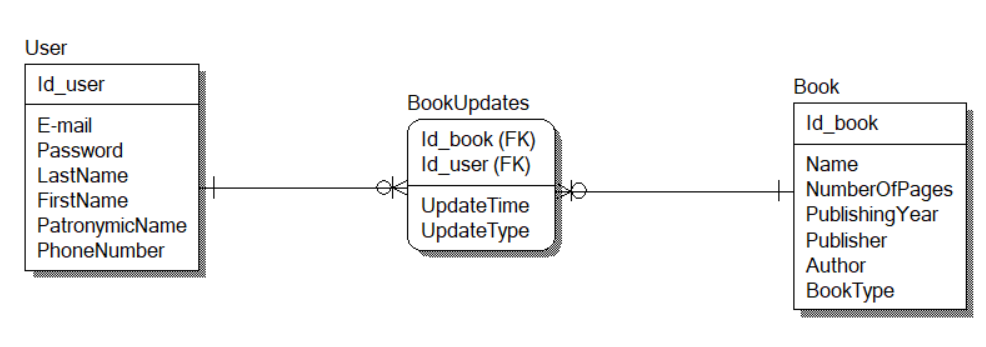 User
Id_user
E-mail
Password
LastName
FirstName
PatronymicName
PhoneNumber
BookUpdates
Id_book (FK)
Id_user (FK)
UpdateTime
UpdateType
Book
Id_book
Name
NumberOfPages
PublishingYear
Publisher
Author
BookType